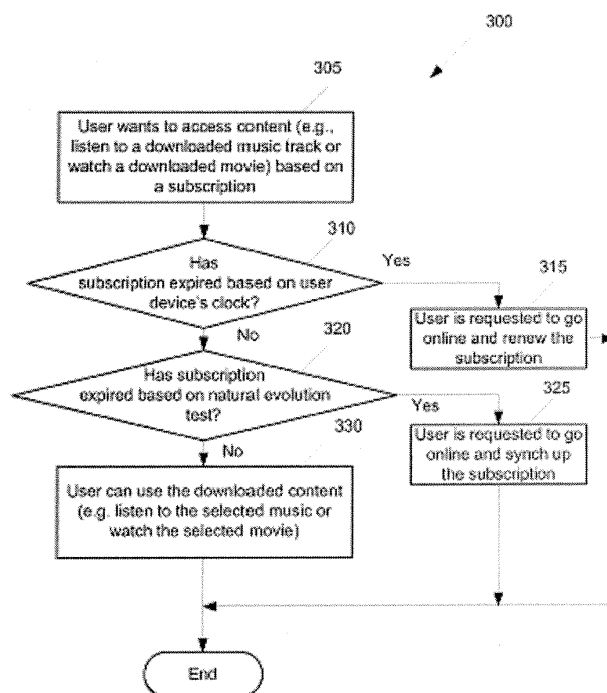 300
305
User wants to access content (e.g.,
listen to a downloaded music track or
watch a downloaded movie) based on
a subscription
310
Has
subscription expired based on user
device's clock?
Yes
315
User is requested to go
online and renew the
subscription
No
320
Has subscription
expired based on natural evolution
test?
Yes
325
User is requested to go
online and synch up
the subscription
No
330
User can use the downloaded content
(e.g. listen to the selected music or
watch the selected movie)
End